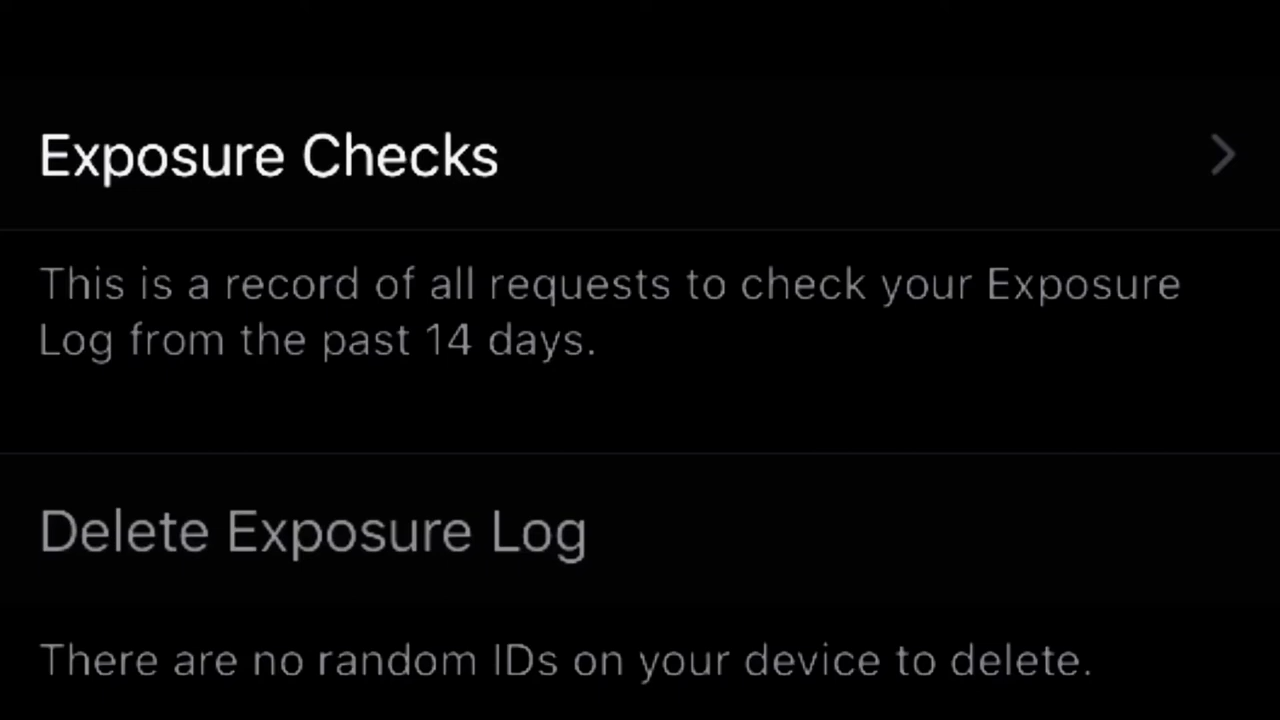 Exposure Checks
This is a record of all requests to check your Exposure
Log from the past 14 days.
Delete Exposure Log
There are no random IDs on your device to delete.